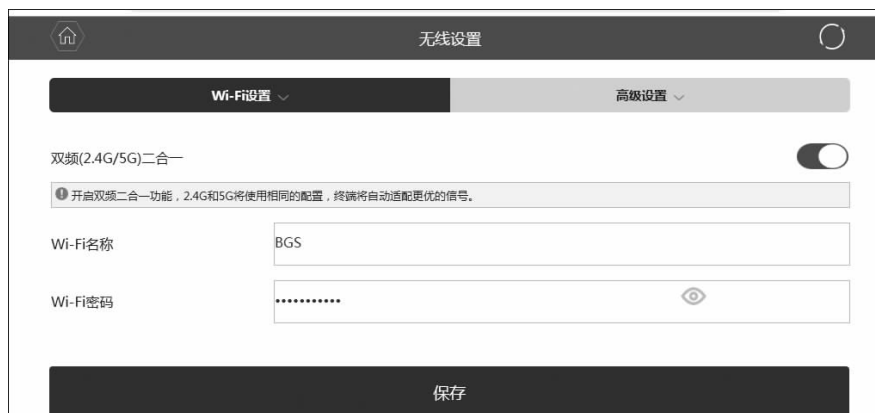 无线设置
Wi-Fi设置
高级设置
双频(2.4G/5G)二合一
开启双频二合一功能，2.4G和5G将使用相同的配置，终端将自动适配更优的信号。
Wi-Fi名称
BGS
Wi-Fi密码
•••••••••••
保存